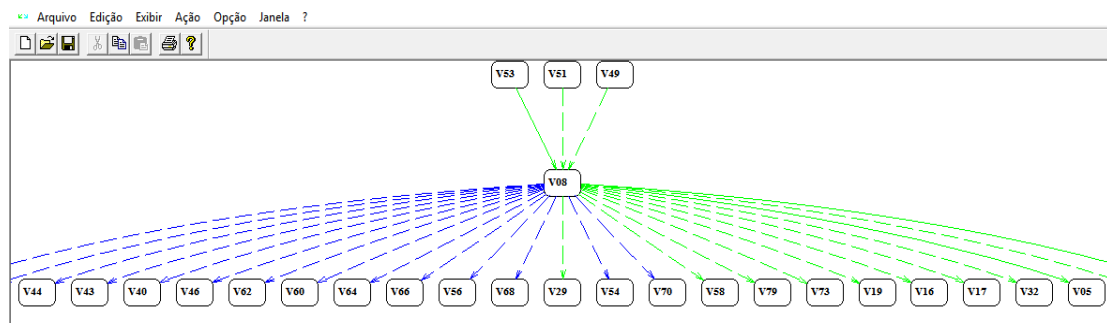 Arquivo Edição Exibir Ação Opção Janela ?
V53 V51 V49
V08
V44 V43 V40 V46 V62 V60 V64 V66 V56 V68 V29 V54 V70 V58 V79 V73 V19 V16 V17 V32 V05